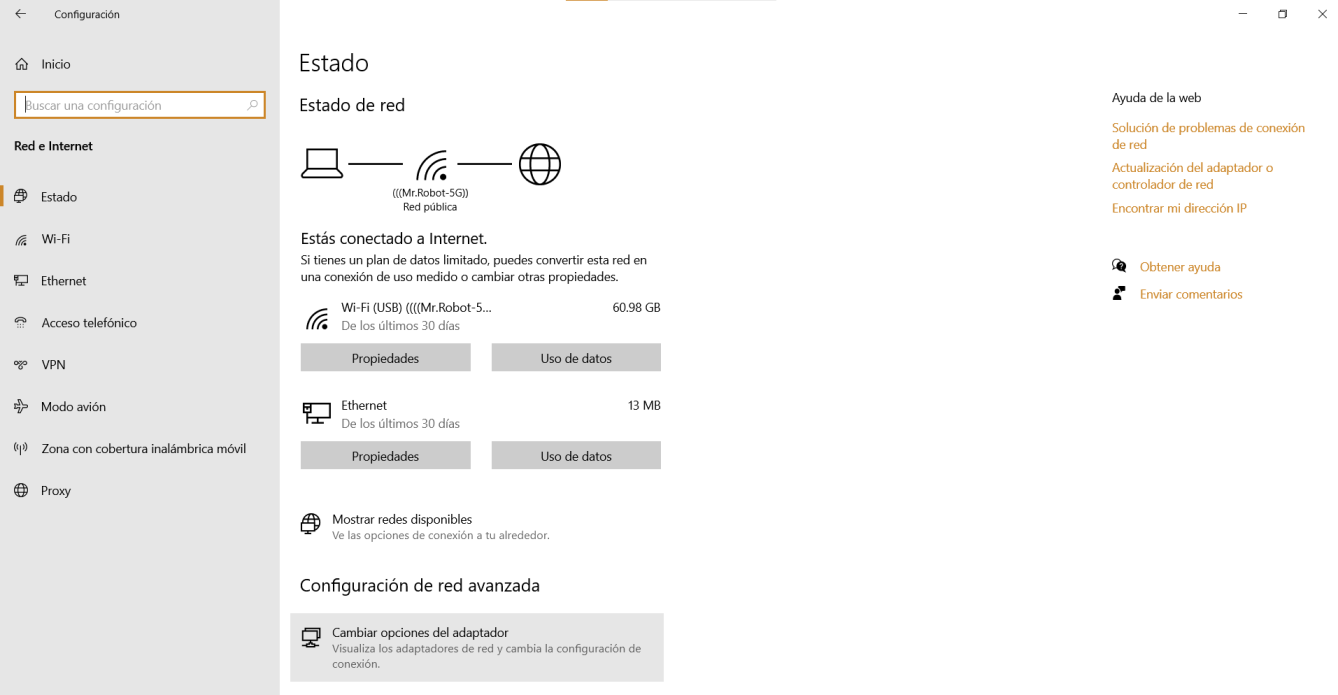 Configuración
Inicio
Buscar una configuración
Red e Internet
Estado
Wi-Fi
Ethernet
Acceso telefónico
VPN
Modo avión
Zona con cobertura inalámbrica móvil
Proxy
Estado
Estado de red
(((Mr.Robot-5G))
Red pública
Estás conectado a Internet.
Si tienes un plan de datos limitado, puedes convertir esta red en
una conexión de uso medido o cambiar otras propiedades.
Wi-Fi (USB) ((((Mr.Robot-5... 60.98 GB
De los últimos 30 días
Propiedades Uso de datos
Ethernet 13 MB
De los últimos 30 días
Propiedades Uso de datos
Mostrar redes disponibles
Ve las opciones de conexión a tu alrededor.
Configuración de red avanzada
Cambiar opciones del adaptador
Visualiza los adaptadores de red y cambia la configuración de
conexión.
Ayuda de la web
Solución de problemas de conexión
de red
Actualización del adaptador o
controlador de red
Encontrar mi dirección IP
Obtener ayuda
Enviar comentarios